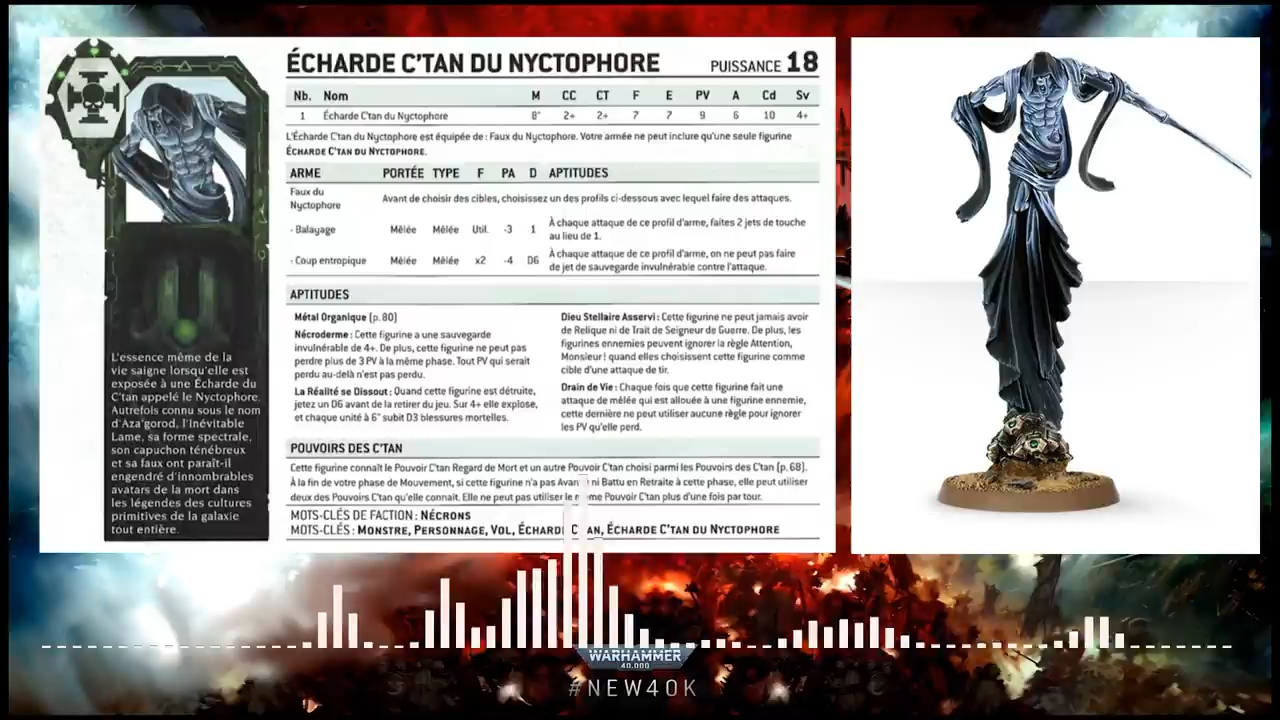 ÉCHARDE C'TAN DU NYCTOPHORE
PUISSANCE 18
Nb. Nom M CC CT F E PV A Cd Sv
1 Écharde C'tan du Nyctophore 8" 2+ 2+ 7 7 9 6 10 4+
L'Écharde C'tan du Nyctophore est équipée de : Faux du Nyctophore. Votre armée ne peut inclure qu'une seule figurine
ÉCHARDE C'TAN DU NYCTOPHORE.
ARME PORTÉE TYPE F PA D APTITUDES
Faux du
Nyctophore
Avant de choisir des cibles, choisissez un des profils ci-dessous avec lequel faire des attaques.
- Balayage Mêlée Mêlée Util. -3 1 À chaque attaque de ce profil d'arme, faites 2 jets de touche
au lieu de 1.
- Coup entropique Mêlée Mêlée x2 -4 D6 À chaque attaque de ce profil d'arme, on ne peut pas faire
de jet de sauvegarde invulnérable contre l'attaque.
APTITUDES
Métal Organique (p. 80)
Nécroderme : Cette figurine a une sauvegarde
invulnérable de 4+. De plus, cette figurine ne peut pas
perdre plus de 3 PV à la même phase. Tout PV qui serait
perdu au-delà n'est pas perdu.
La Réalité se Dissout : Quand cette figurine est détruite,
jetez un D6 avant de la retirer du jeu. Sur 4+ elle explose,
et chaque unité à 6" subit D3 blessures mortelles.
Dieu Stellaire Asservi : Cette figurine ne peut jamais avoir
de Relique ni de Trait de Seigneur de Guerre. De plus, les
figurines ennemies peuvent ignorer la règle Attention,
Monsieur ! quand elles choisissent cette figurine comme
cible d'une attaque de tir.
Drain de Vie : Chaque fois que cette figurine fait une
attaque de mêlée qui est allouée à une figurine ennemie,
cette dernière ne peut utiliser aucune règle pour ignorer
les PV qu'elle perd.
POUVOIRS DES C'TAN
Cette figurine connaît le Pouvoir C'tan Regard de Mort et un autre Pouvoir C'tan choisi parmi les Pouvoirs des C'tan (p. 68).
À la fin de votre phase de Mouvement, si cette figurine n'a pas ni Battu en Retraite à cette phase, elle peut utiliser
deux des Pouvoirs C'tan qu'elle connait. Elle ne peut pas utiliser le même Pouvoir C'tan plus d'une fois par tour.
MOTS-CLÉS DE FACTION : NÉCRONS
MOTS-CLÉS : MONSTRE, PERSONNAGE, VOL, ÉCHARDE C'TAN, ÉCHARDE C'TAN DU NYCTOPHORE
L'essence même de la
vie saigne lorsqu'elle est
exposée à une Écharde du
C'tan appelé le Nyctophore.
Autrefois connu sous le nom
d'Aza'gorod, l'Inévitable
Lame, sa forme spectrale,
son capuchon ténébreux
et sa faux ont paraît-il
engendré d'innombrables
avatars de la mort dans
les légendes des cultures
primitives de la galaxie
tout entière.
WARHAMMER
40,000
#NEW40K